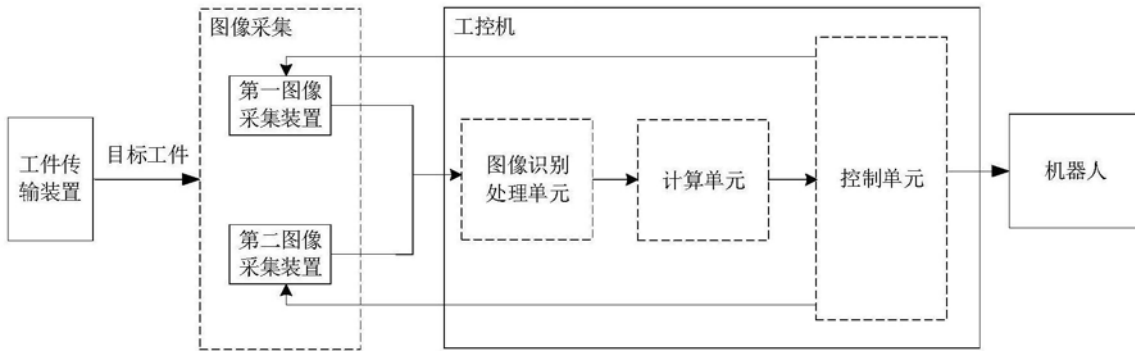 图像采集
工控机
第一图像
采集装置
工件传
输装置
目标工件
图像识别
处理单元
计算单元
控制单元
机器人
第二图像
采集装置